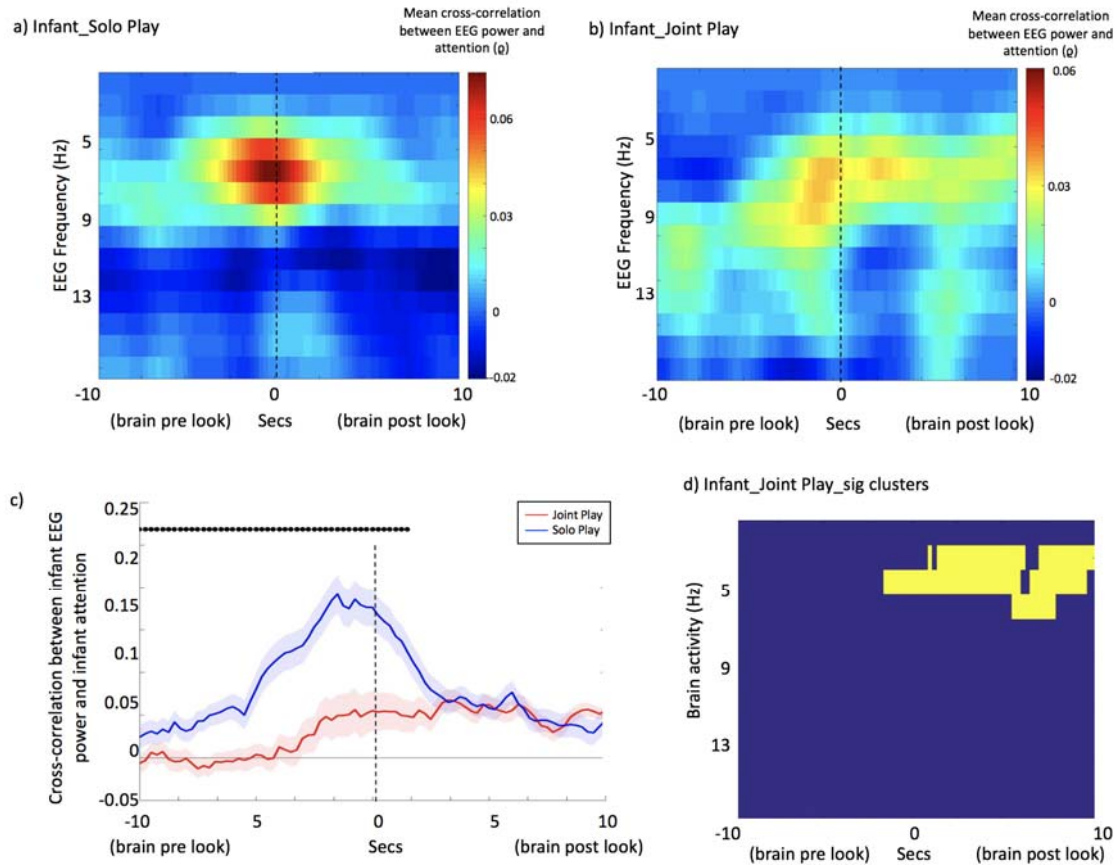 a) Infant_Solo Play
Mean cross-correlation
between EEG power and
attention (ϱ)
EEG Frequency (Hz)
5
9
13
0.06
0.03
0
-0.02
-10
0
10
(brain pre look)
Secs
(brain post look)
b) Infant_Joint Play
Mean cross-correlation
between EEG power and
attention (ϱ)
EEG Frequency (Hz)
5
9
13
0.06
0.03
0
-0.02
-10
0
10
(brain pre look)
Secs
(brain post look)
c)
Cross-correlation between infant EEG
power and infant attention
0.25
0.2
0.15
0.1
0.05
0
-0.05
Joint Play
Solo Play
-10
5
0
5
10
(brain pre look)
Secs
(brain post look)
d) Infant_Joint Play_sig clusters
Brain activity (Hz)
5
9
13
-10
0
10
(brain pre look)
Secs
(brain post look)